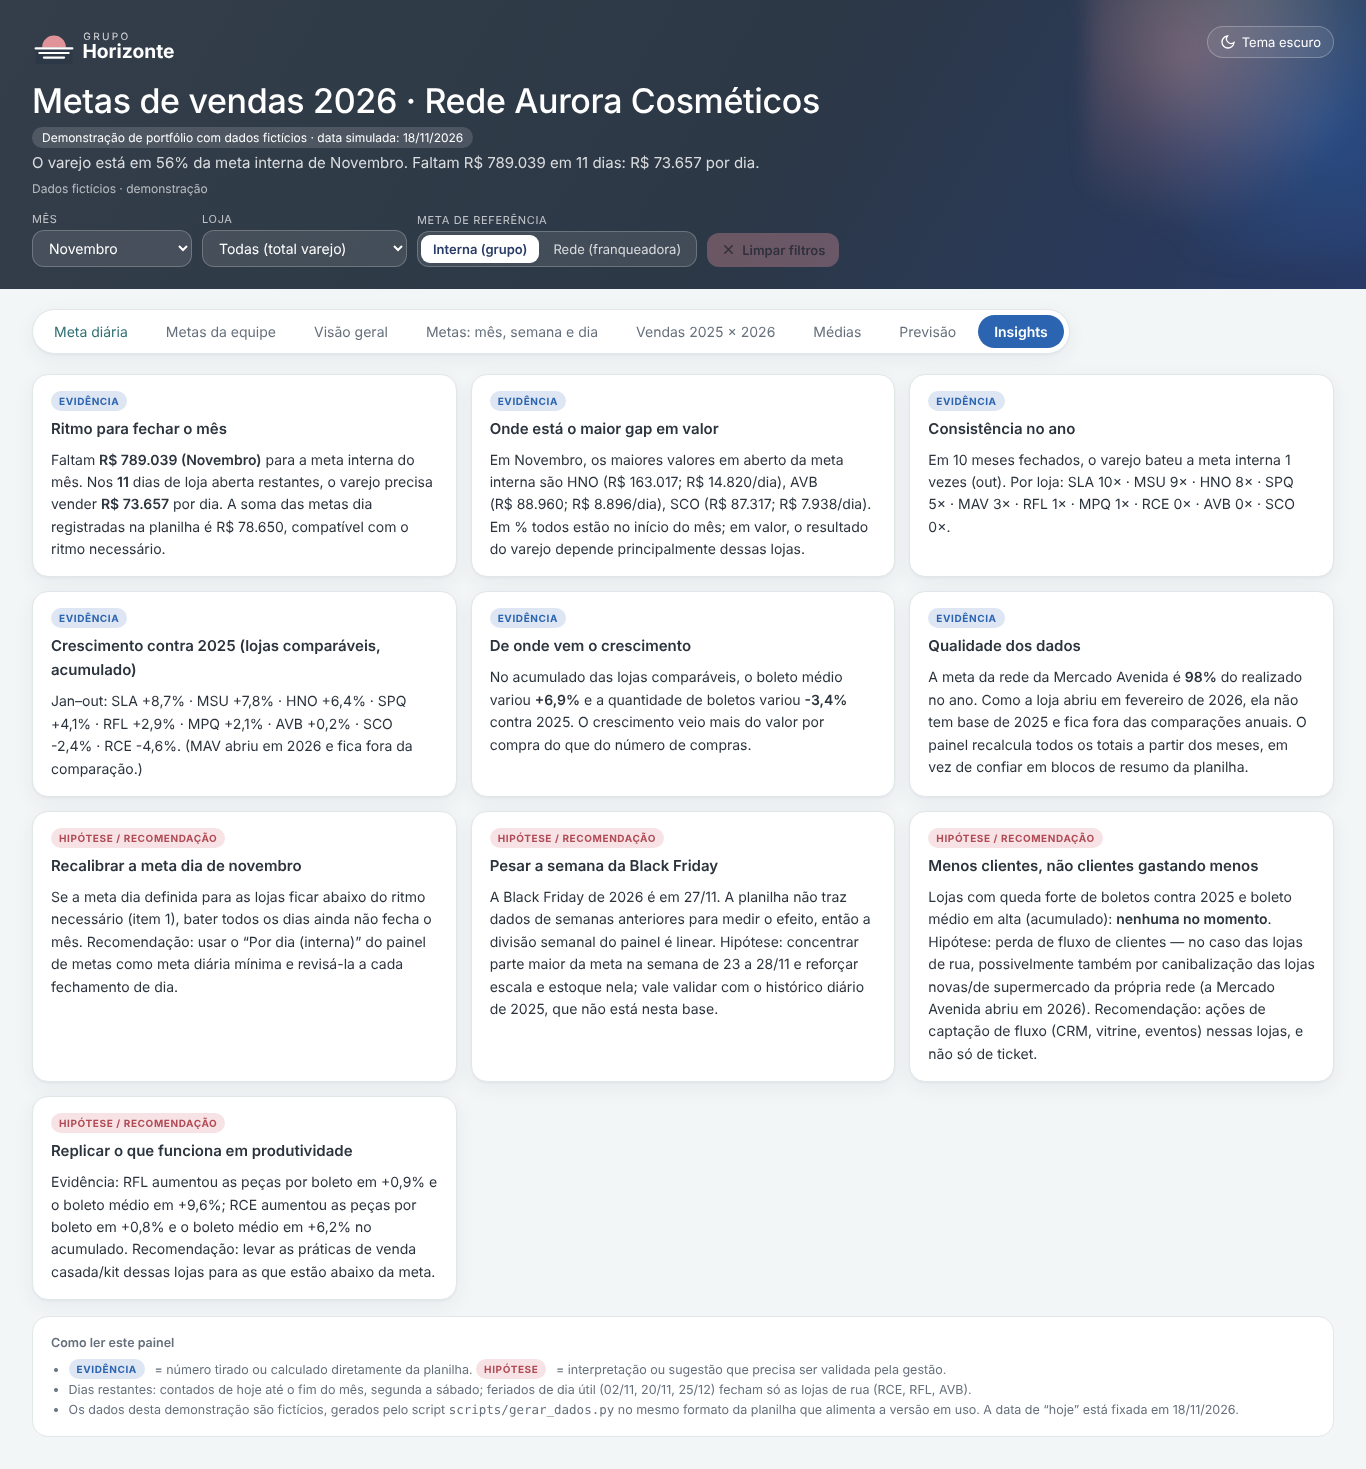 GRUPO
Horizonte
Tema escuro
Metas de vendas 2026 · Rede Aurora Cosméticos
Demonstração de portfólio com dados fictícios · data simulada: 18/11/2026
O varejo está em 56% da meta interna de Novembro. Faltam R$ 789.039 em 11 dias: R$ 73.657 por dia.
Dados fictícios · demonstração
MÊS
LOJA
META DE REFERÊNCIA
Novembro
Todas (total varejo)
Interna (grupo)
Rede (franqueadora)
✕ Limpar filtros
Meta diária
Metas da equipe
Visão geral
Metas: mês, semana e dia
Vendas 2025 × 2026
Médias
Previsão
Insights
EVIDÊNCIA
Ritmo para fechar o mês
Faltam R$ 789.039 (Novembro) para a meta interna do
mês. Nos 11 dias de loja aberta restantes, o varejo precisa
vender R$ 73.657 por dia. A soma das metas dia
registradas na planilha é R$ 78.650, compatível com o
ritmo necessário.
EVIDÊNCIA
Onde está o maior gap em valor
Em Novembro, os maiores valores em aberto da meta
interna são HNO (R$ 163.017; R$ 14.820/dia), AVB
(R$ 88.960; R$ 8.896/dia), SCO (R$ 87.317; R$ 7.938/dia).
Em % todos estão no início do mês; em valor, o resultado
do varejo depende principalmente dessas lojas.
EVIDÊNCIA
Consistência no ano
Em 10 meses fechados, o varejo bateu a meta interna 1
vezes (out). Por loja: SLA 10× · MSU 9× · HNO 8× · SPQ
5× · MAV 3× · RFL 1× · MPQ 1× · RCE 0× · AVB 0× · SCO
0×.
EVIDÊNCIA
Crescimento contra 2025 (lojas comparáveis,
acumulado)
Jan–out: SLA +8,7% · MSU +7,8% · HNO +6,4% · SPQ
+4,1% · RFL +2,9% · MPQ +2,1% · AVB +0,2% · SCO
-2,4% · RCE -4,6%. (MAV abriu em 2026 e fica fora da
comparação.)
EVIDÊNCIA
De onde vem o crescimento
No acumulado das lojas comparáveis, o boleto médio
variou +6,9% e a quantidade de boletos variou -3,4%
contra 2025. O crescimento veio mais do valor por
compra do que do número de compras.
EVIDÊNCIA
Qualidade dos dados
A meta da rede da Mercado Avenida é 98% do realizado
no ano. Como a loja abriu em fevereiro de 2026, ela não
tem base de 2025 e fica fora das comparações anuais. O
painel recalcula todos os totais a partir dos meses, em
vez de confiar em blocos de resumo da planilha.
HIPÓTESE / RECOMENDAÇÃO
Recalibrar a meta dia de novembro
Se a meta dia definida para as lojas ficar abaixo do ritmo
necessário (item 1), bater todos os dias ainda não fecha o
mês. Recomendação: usar o “Por dia (interna)” do painel
de metas como meta diária mínima e revisá-la a cada
fechamento de dia.
HIPÓTESE / RECOMENDAÇÃO
Pesar a semana da Black Friday
A Black Friday de 2026 é em 27/11. A planilha não traz
dados de semanas anteriores para medir o efeito, então a
divisão semanal do painel é linear. Hipótese: concentrar
parte maior da meta na semana de 23 a 28/11 e reforçar
escala e estoque nela; vale validar com o histórico diário
de 2025, que não está nesta base.
HIPÓTESE / RECOMENDAÇÃO
Menos clientes, não clientes gastando menos
Lojas com queda forte de boletos contra 2025 e boleto
médio em alta (acumulado): nenhuma no momento.
Hipótese: perda de fluxo de clientes — no caso das lojas
de rua, possivelmente também por canibalização das lojas
novas/de supermercado da própria rede (a Mercado
Avenida abriu em 2026). Recomendação: ações de
captação de fluxo (CRM, vitrine, eventos) nessas lojas, e
não só de ticket.
HIPÓTESE / RECOMENDAÇÃO
Replicar o que funciona em produtividade
Evidência: RFL aumentou as peças por boleto em +0,9% e
o boleto médio em +9,6%; RCE aumentou as peças por
boleto em +0,8% e o boleto médio em +6,2% no
acumulado. Recomendação: levar as práticas de venda
casada/kit dessas lojas para as que estão abaixo da meta.
Como ler este painel
• EVIDÊNCIA = número tirado ou calculado diretamente da planilha. HIPÓTESE = interpretação ou sugestão que precisa ser validada pela gestão.
• Dias restantes: contados de hoje até o fim do mês, segunda a sábado; feriados de dia útil (02/11, 20/11, 25/12) fecham só as lojas de rua (RCE, RFL, AVB).
• Os dados desta demonstração são fictícios, gerados pelo script scripts/gerar_dados.py no mesmo formato da planilha que alimenta a versão em uso. A data de “hoje” está fixada em 18/11/2026.